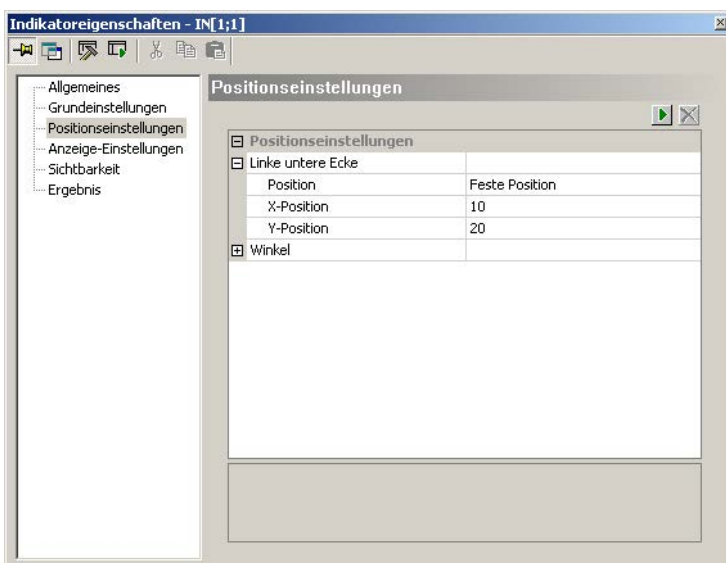 Indikatoreigenschaften - IN[1;1]
Allgemeines
Grundeinstellungen
Positionseinstellungen
Anzeige-Einstellungen
Sichtbarkeit
Ergebnis
Positionseinstellungen
Positionseinstellungen
Linke untere Ecke
Position Feste Position
X-Position 10
Y-Position 20
Winkel